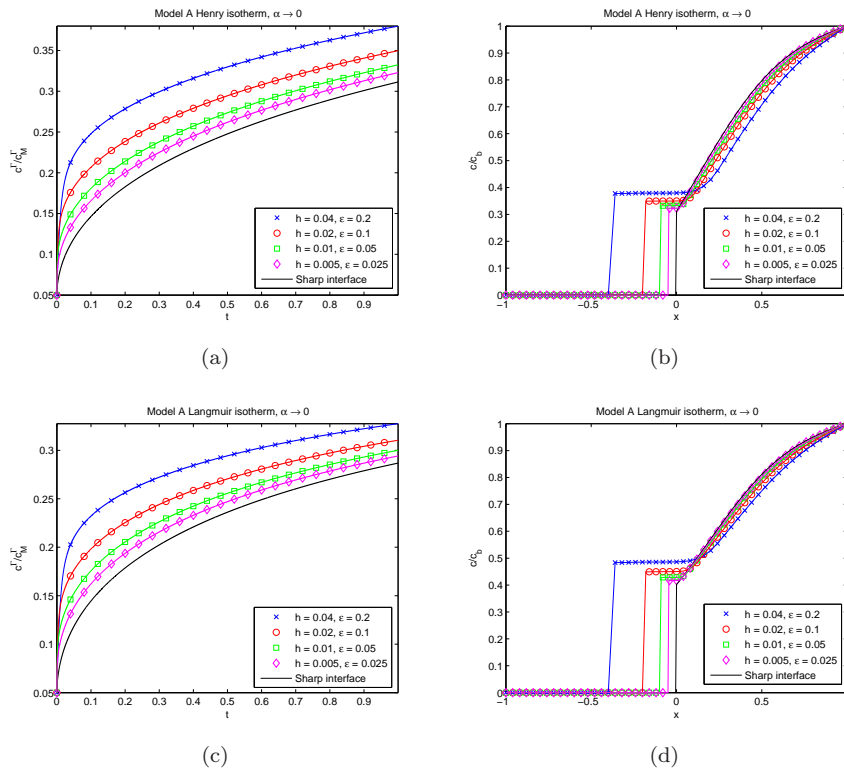 Model A Henry isotherm, α → 0
0.35
0.3
0.25
0.2
0.15
0.1
0.05
c^Γ/c_M^Γ
h = 0.04, ε = 0.2
h = 0.02, ε = 0.1
h = 0.01, ε = 0.05
h = 0.005, ε = 0.025
Sharp interface
0 0.1 0.2 0.3 0.4 0.5 0.6 0.7 0.8 0.9
t
(a)
Model A Henry isotherm, α → 0
1
0.9
0.8
0.7
0.6
0.5
0.4
0.3
0.2
0.1
0
c/c_b
h = 0.04, ε = 0.2
h = 0.02, ε = 0.1
h = 0.01, ε = 0.05
h = 0.005, ε = 0.025
Sharp interface
−1 −0.5 0 0.5
x
(b)
Model A Langmuir isotherm, α → 0
0.3
0.25
0.2
0.15
0.1
0.05
c^Γ/c_M^Γ
h = 0.04, ε = 0.2
h = 0.02, ε = 0.1
h = 0.01, ε = 0.05
h = 0.005, ε = 0.025
Sharp interface
0 0.1 0.2 0.3 0.4 0.5 0.6 0.7 0.8 0.9
t
(c)
Model A Langmuir isotherm, α → 0
1
0.9
0.8
0.7
0.6
0.5
0.4
0.3
0.2
0.1
0
c/c_b
h = 0.04, ε = 0.2
h = 0.02, ε = 0.1
h = 0.01, ε = 0.05
h = 0.005, ε = 0.025
Sharp interface
−1 −0.5 0 0.5
x
(d)